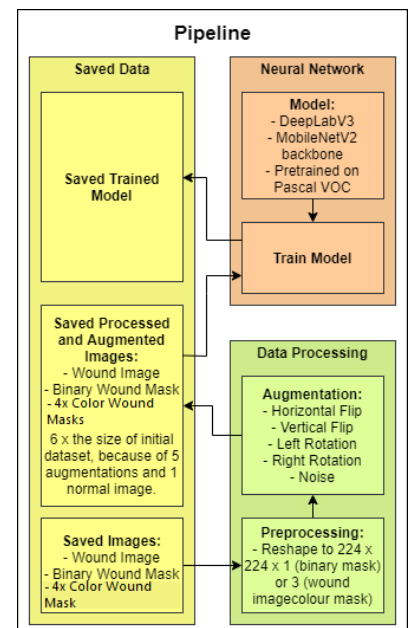 Pipeline
Saved Data
Saved Trained
Model
Saved Processed
and Augmented
Images:
- Wound Image
- Binary Wound Mask
- 4x Color Wound
Masks
6 x the size of initial
dataset, because of 5
augmentations and 1
normal image.
Saved Images:
- Wound Image
- Binary Wound Mask
- 4x Color Wound
Mask
Neural Network
Model:
- DeepLabV3
- MobileNetV2
backbone
- Pretrained on
Pascal VOC
Train Model
Data Processing
Augmentation:
- Horizontal Flip
- Vertical Flip
- Left Rotation
- Right Rotation
- Noise
Preprocessing:
- Reshape to 224 x
224 x 1 (binary mask)
or 3 (wound
imagecolour mask)